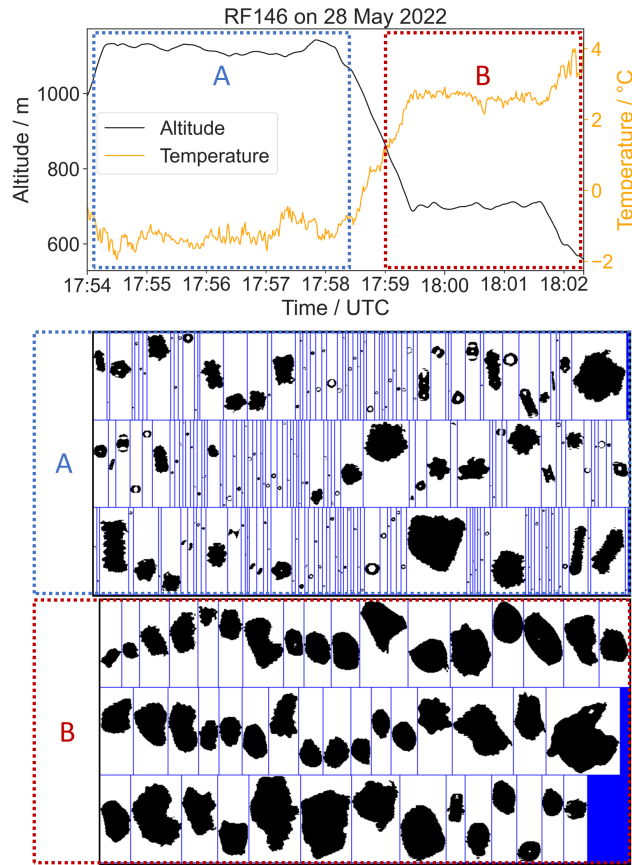 RF146 on 28 May 2022
A
B
Altitude
Temperature
Altitude / m
1000
800
600
Temperature / °C
4
2
0
−2
17:54 17:55 17:56 17:57 17:58 17:59 18:00 18:01 18:02
Time / UTC
A
B